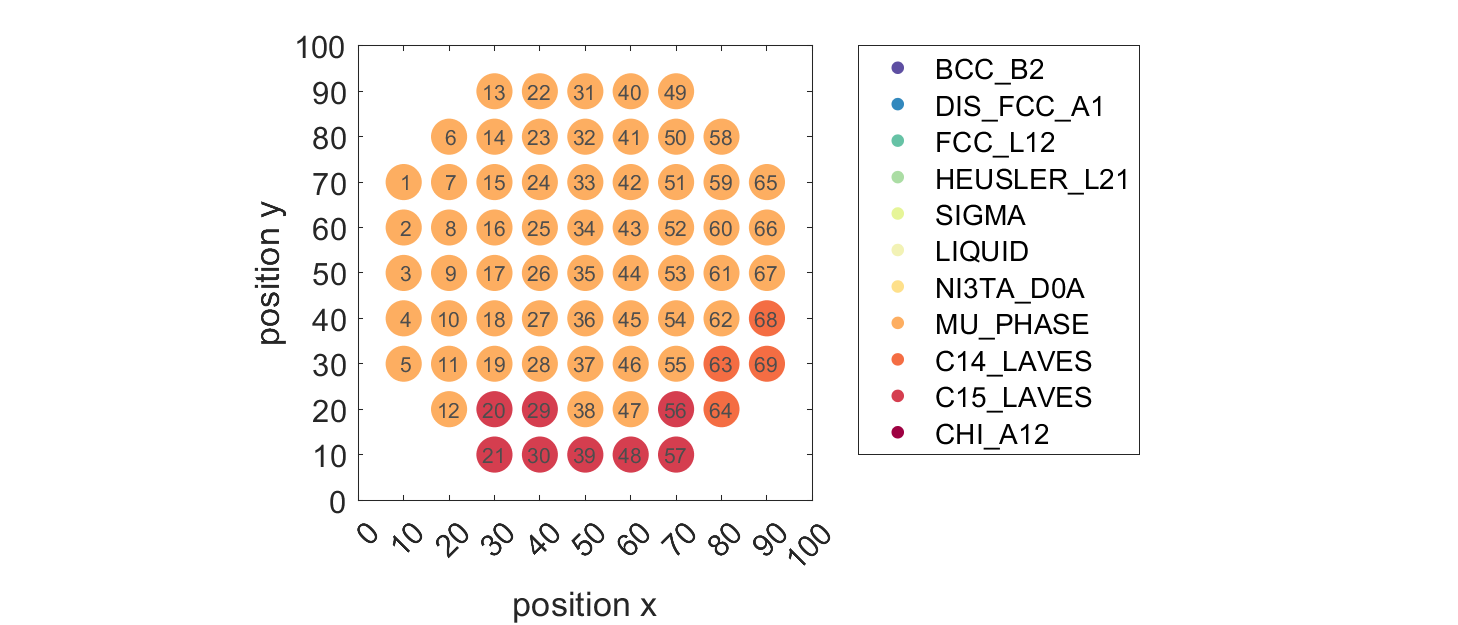 100
90 13 22 31 40 49
80 6 14 23 32 41 50 58
70 1 7 15 24 33 42 51 59 65
60 2 8 16 25 34 43 52 60 66
50 3 9 17 26 35 44 53 61 67
40 4 10 18 27 36 45 54 62 68
30 5 11 19 28 37 46 55 63 69
20 12 20 29 38 47 56 64
10 21 30 39 48 57
0
position y
0 10 20 30 40 50 60 70 80 90 100
position x
BCC_B2
DIS_FCC_A1
FCC_L12
HEUSLER_L21
SIGMA
LIQUID
NI3TA_D0A
MU_PHASE
C14_LAVES
C15_LAVES
CHI_A12